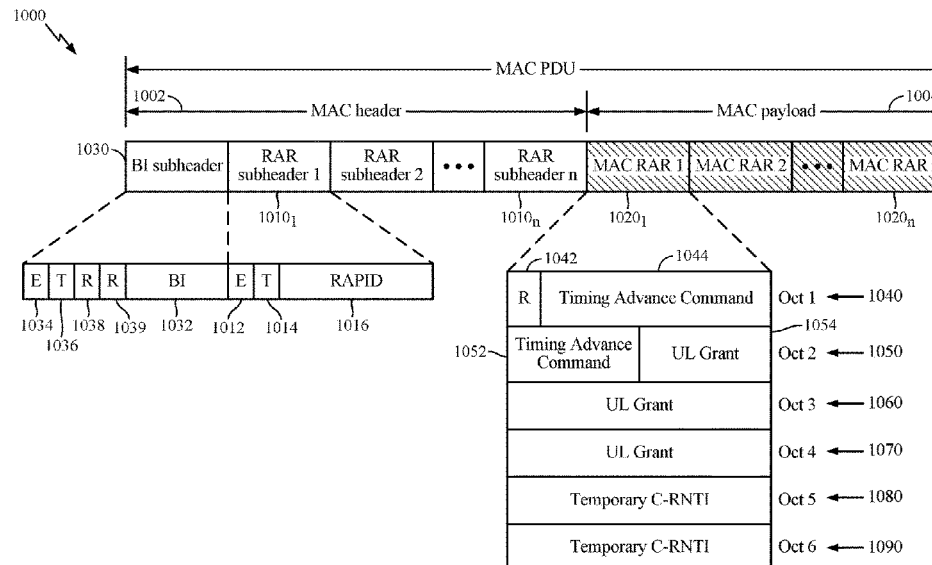 1000
MAC PDU
1002
MAC header
MAC payload
1004
1030
BI subheader
RAR subheader 1
RAR subheader 2
•••
RAR subheader n
MAC RAR 1
MAC RAR 2
•••
MAC RAR
1010₁
1010ₙ
1020₁
1020ₙ
E T R R BI E T RAPID
1034
1036
1038
1039
1032
1012
1014
1016
1042
1044
R
Timing Advance Command
Oct 1
1040
1052
1054
Timing Advance Command
UL Grant
Oct 2
1050
UL Grant
Oct 3
1060
UL Grant
Oct 4
1070
Temporary C-RNTI
Oct 5
1080
Temporary C-RNTI
Oct 6
1090